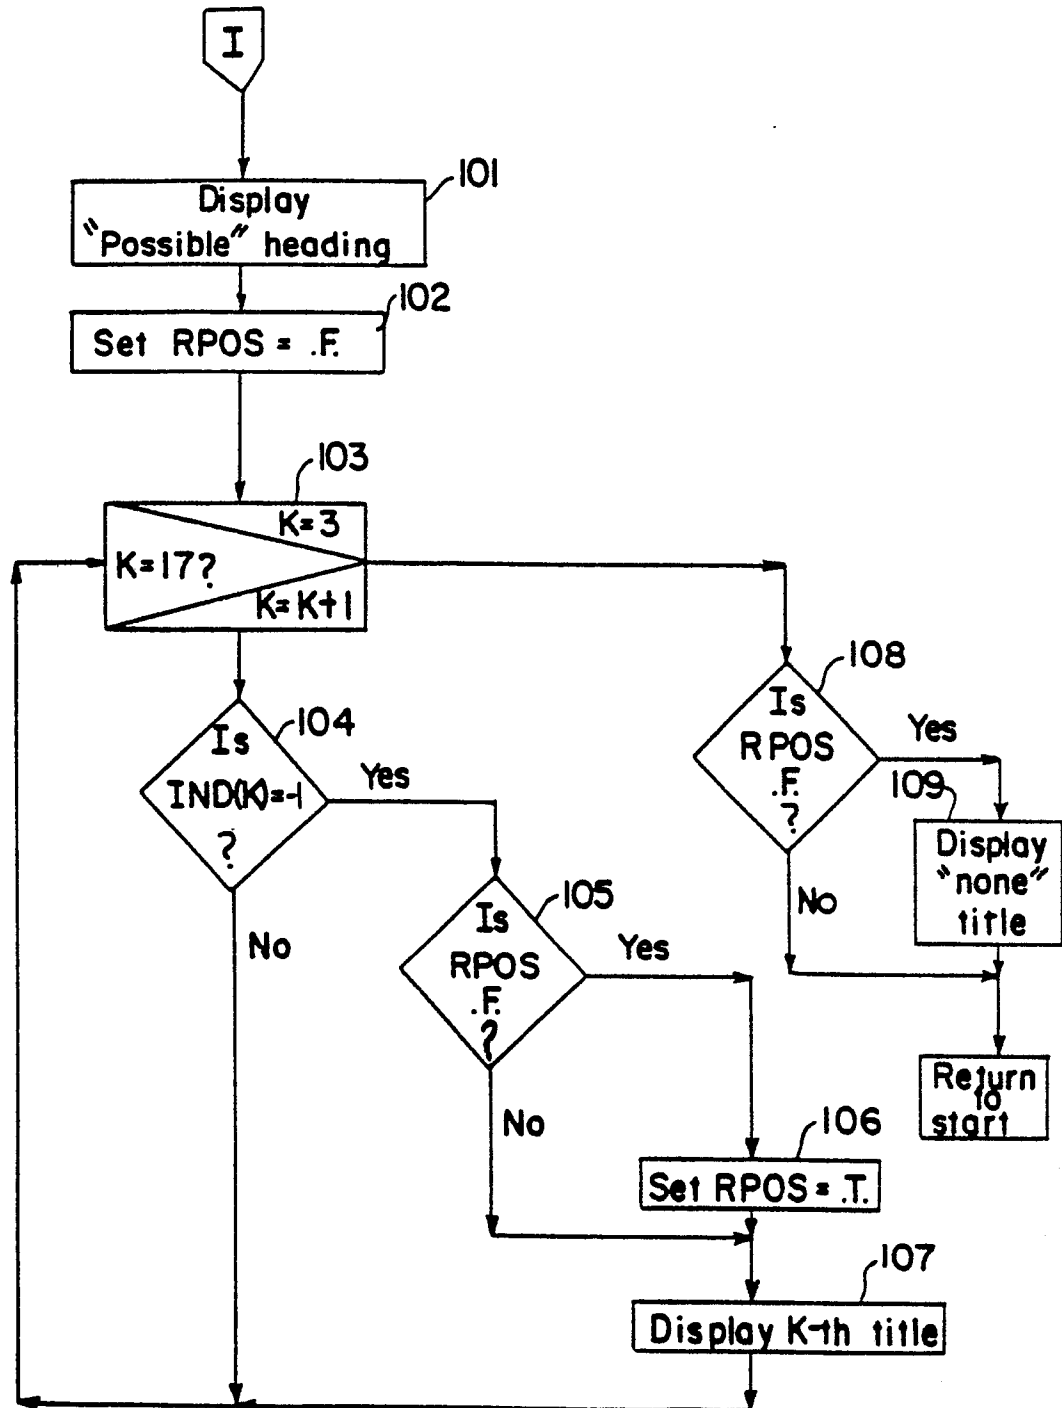 I
101
Display
"Possible" heading
102
Set RPOS = .F.
103
K=3
K=17?
K=K+1
104
Is
IND(K)=-1
?
Yes
No
105
Is
RPOS
.F.
?
Yes
No
106
Set RPOS = .T.
107
Display K-th title
108
Is
RPOS
.F.
?
Yes
No
109
Display
"none"
title
Return
to
start